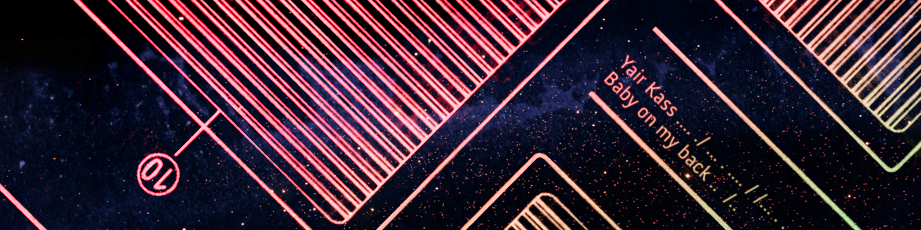 10
Yair Kass .... /...
Baby on my back .. ...... / /..
/.. .....